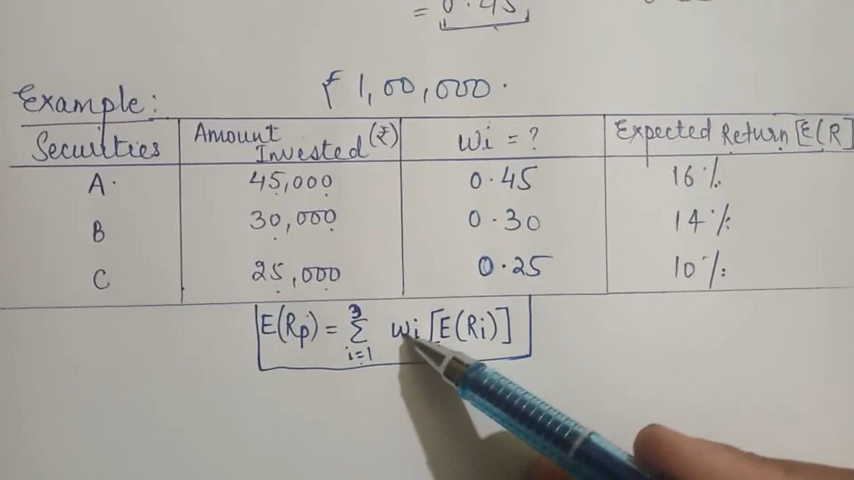 = 0.45
Example:
₹ 1,00,000.
Securities Amount Invested (₹) Wi = ? Expected Return [E(R)]
A. 45,000 0.45 16%
B 30,000 0.30 14%
C 25,000 0.25 10%
E(Rp) = 3 Σ i=1 wi [E(Ri)]